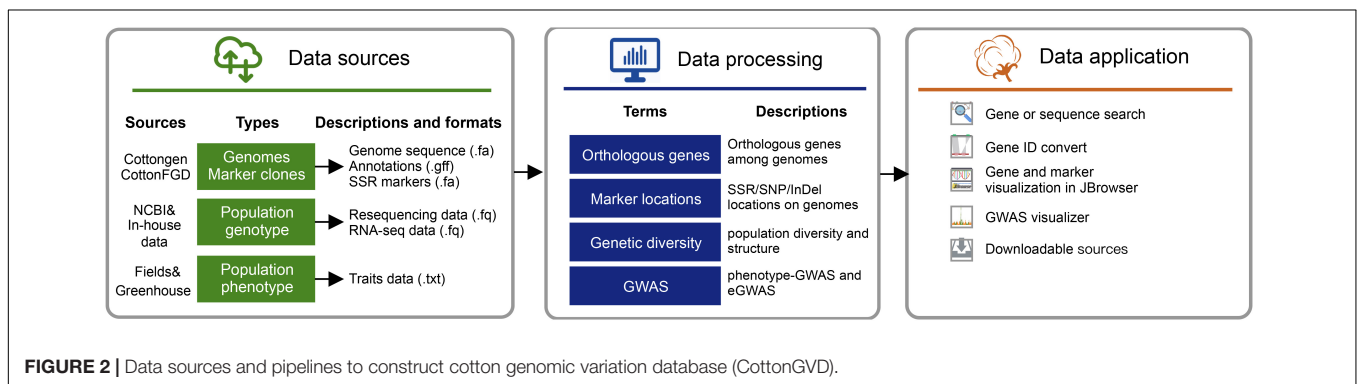 Data sources
Sources Types Descriptions and formats
Cottongen
CottonFGD
Genomes
Marker clones
Genome sequence (.fa)
Annotations (.gff)
SSR markers (.fa)
NCBI&
In-house
data
Population
genotype
Resequencing data (.fq)
RNA-seq data (.fq)
Fields&
Greenhouse
Population
phenotype
Traits data (.txt)
Data processing
Terms Descriptions
Orthologous genes
Orthologous genes
among genomes
Marker locations
SSR/SNP/InDel
locations on genomes
Genetic diversity
population diversity and
structure
GWAS
phenotype-GWAS and
eGWAS
Data application
Gene or sequence search
Gene ID convert
Gene and marker
visualization in JBrowser
GWAS visualizer
Downloadable sources
FIGURE 2 | Data sources and pipelines to construct cotton genomic variation database (CottonGVD).